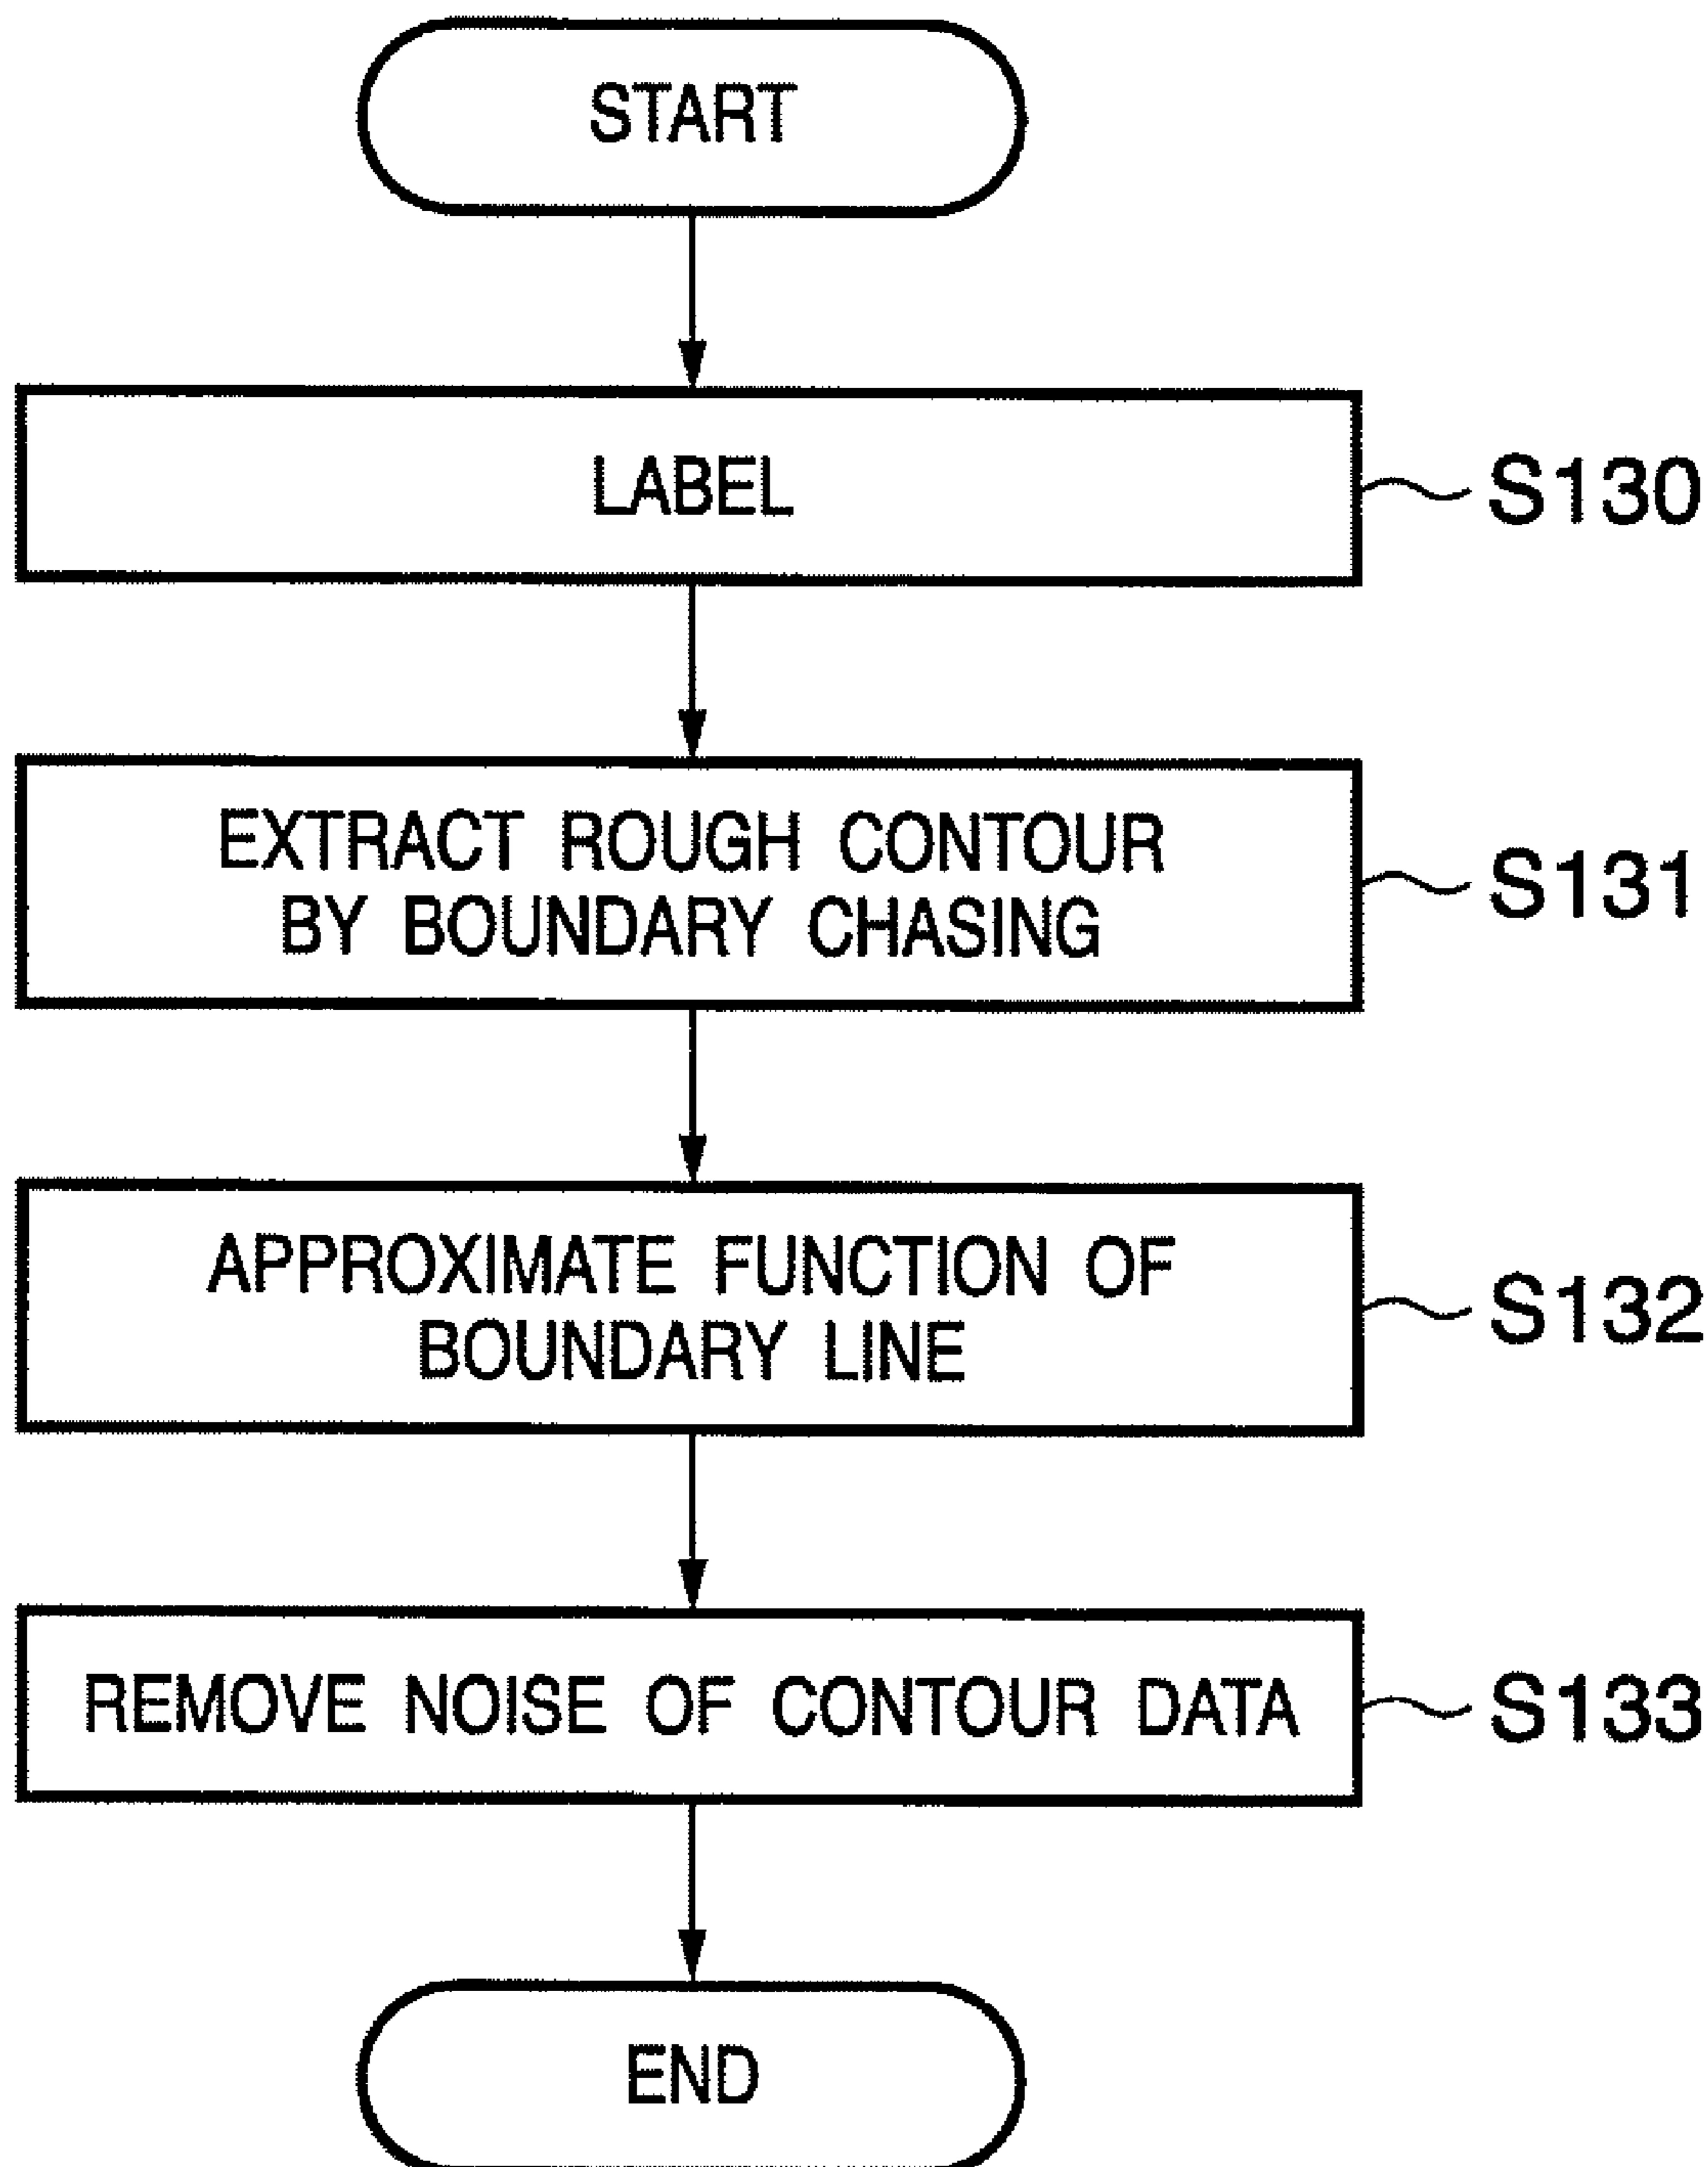 START
LABEL
S130
EXTRACT ROUGH CONTOUR
BY BOUNDARY CHASING
S131
APPROXIMATE FUNCTION OF
BOUNDARY LINE
S132
REMOVE NOISE OF CONTOUR DATA
S133
END